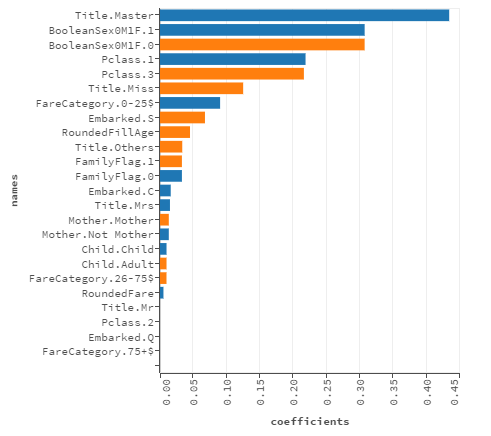 Title.Master
BooleanSex0M1F.1
BooleanSex0M1F.0
Pclass.1
Pclass.3
Title.Miss
FareCategory.0-25$
Embarked.S
RoundedFillAge
Title.Others
FamilyFlag.1
FamilyFlag.0
Embarked.C
Title.Mrs
Mother.Mother
Mother.Not Mother
Child.Child
Child.Adult
FareCategory.26-75$
RoundedFare
Title.Mr
Pclass.2
Embarked.Q
FareCategory.75+$
names
0.00 0.05 0.10 0.15 0.20 0.25 0.30 0.35 0.40 0.45
coefficients